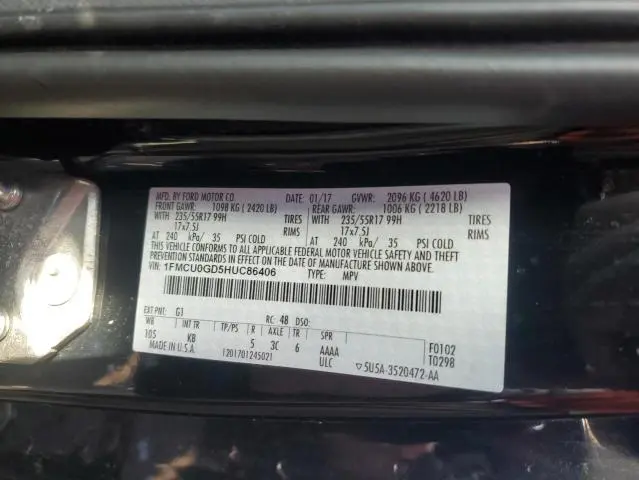 MFD. BY FORD MOTOR CO. DATE: 01/17 GVWR: 2096 KG ( 4620 LB)
FRONT GAWR: 1098 KG ( 2420 LB) REAR GAWR: 1006 KG ( 2218 LB)
WITH 235/55R17 99H TIRES WITH 235/55R17 99H TIRES
17x7.5J RIMS 17x7.5J RIMS
AT 240 kPa/ 35 PSI COLD AT 240 kPa/ 35 PSI COLD
THIS VEHICLE CONFORMS TO ALL APPLICABLE FEDERAL MOTOR VEHICLE SAFETY AND THEFT PREVENTION
STANDARDS IN EFFECT ON THE DATE OF MANUFACTURE SHOWN ABOVE.
VIN: 1FMCU0GD5HUC86406 TYPE: MPV
EXT PNT: G1 RC: 48 DSO:
WB INT TR TP/PS R AXLE TR SPR F0102
105 KB 5 3C 6 AAAA T0298
MADE IN U.S.A. 1201701245021 ULC ▽5U5A-3520472-AA